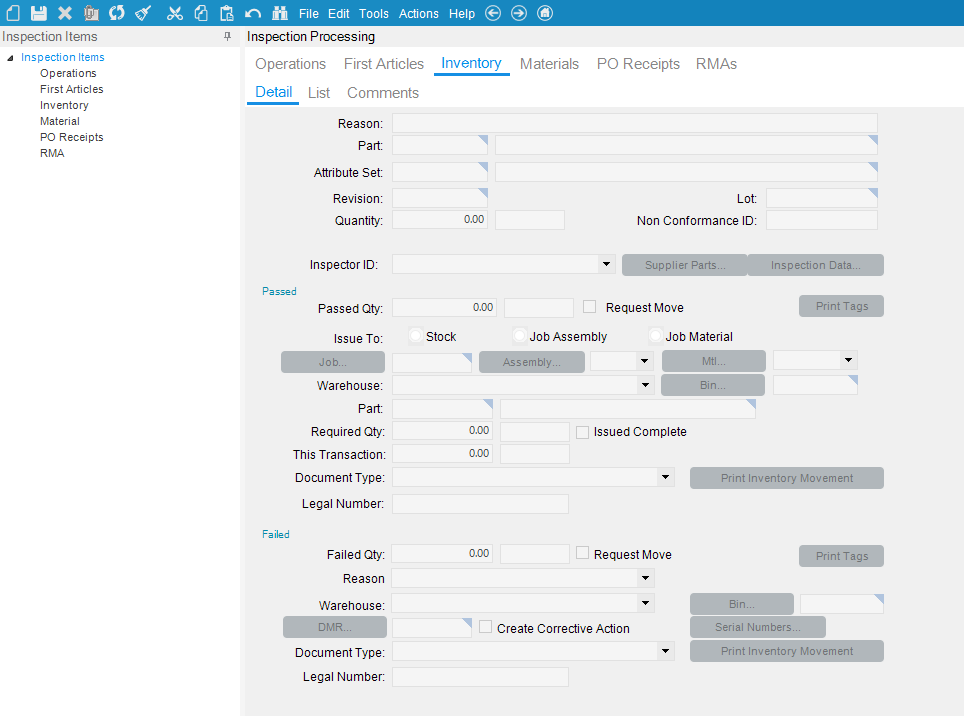 File Edit Tools Actions Help
Inspection Items
Inspection Items
Operations
First Articles
Inventory
Material
PO Receipts
RMA
Inspection Processing
Operations First Articles Inventory Materials PO Receipts RMAs
Detail List Comments
Reason:
Part:
Attribute Set:
Revision: Lot:
Quantity: 0.00 Non Conformance ID:
Inspector ID: Supplier Parts... Inspection Data...
Passed
Passed Qty: 0.00 Request Move Print Tags
Issue To: Stock Job Assembly Job Material
Job... Assembly... Mtl...
Warehouse: Bin...
Part:
Required Qty: 0.00 Issued Complete
This Transaction: 0.00
Document Type: Print Inventory Movement
Legal Number:
Failed
Failed Qty: 0.00 Request Move Print Tags
Reason
Warehouse: Bin...
DMR... Create Corrective Action Serial Numbers...
Document Type: Print Inventory Movement
Legal Number: